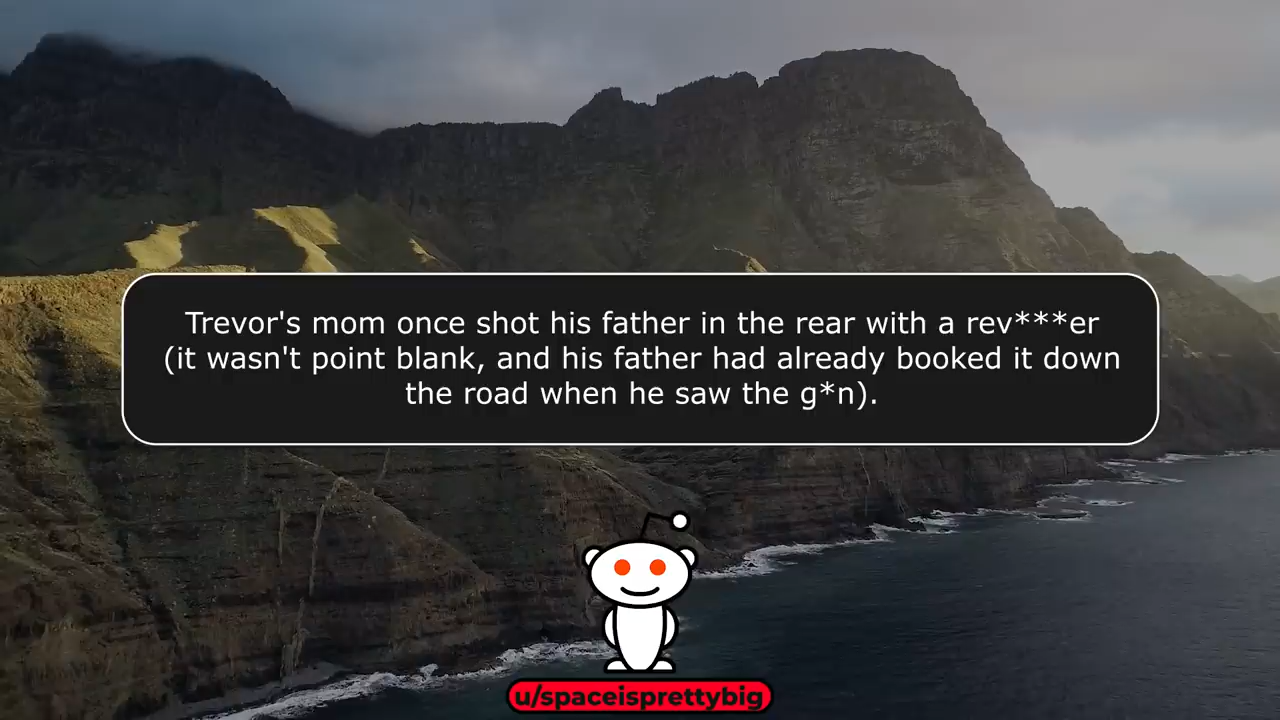 Trevor's mom once shot his father in the rear with a rev***er
(it wasn't point blank, and his father had already booked it down
the road when he saw the g*n).
u/spaceisprettybig